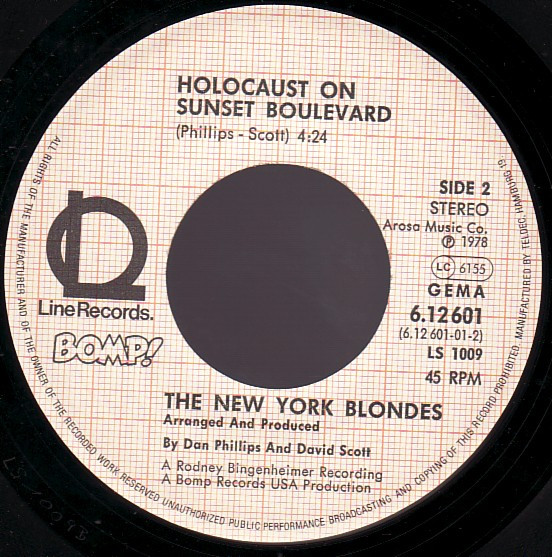 HOLOCAUST ON
SUNSET BOULEVARD
(Phillips - Scott) 4:24
SIDE 2
STEREO
Arosa Music Co.
℗ 1978
LC 6155
GEMA
6.12601
(6.12 601-01-2)
LS 1009
45 RPM
Line Records.
BOMP!
THE NEW YORK BLONDES
Arranged And Produced
By Dan Phillips And David Scott
A Rodney Bingenheimer Recording
A Bomp Records USA Production
ALL RIGHTS OF THE MANUFACTURER AND OF THE OWNER OF THE RECORDED WORK RESERVED UNAUTHORIZED PUBLIC PERFORMANCE BROADCASTING AND COPYING OF THIS RECORD PROHIBITED. MANUFACTURED BY TELDEC, HAMBURG 19